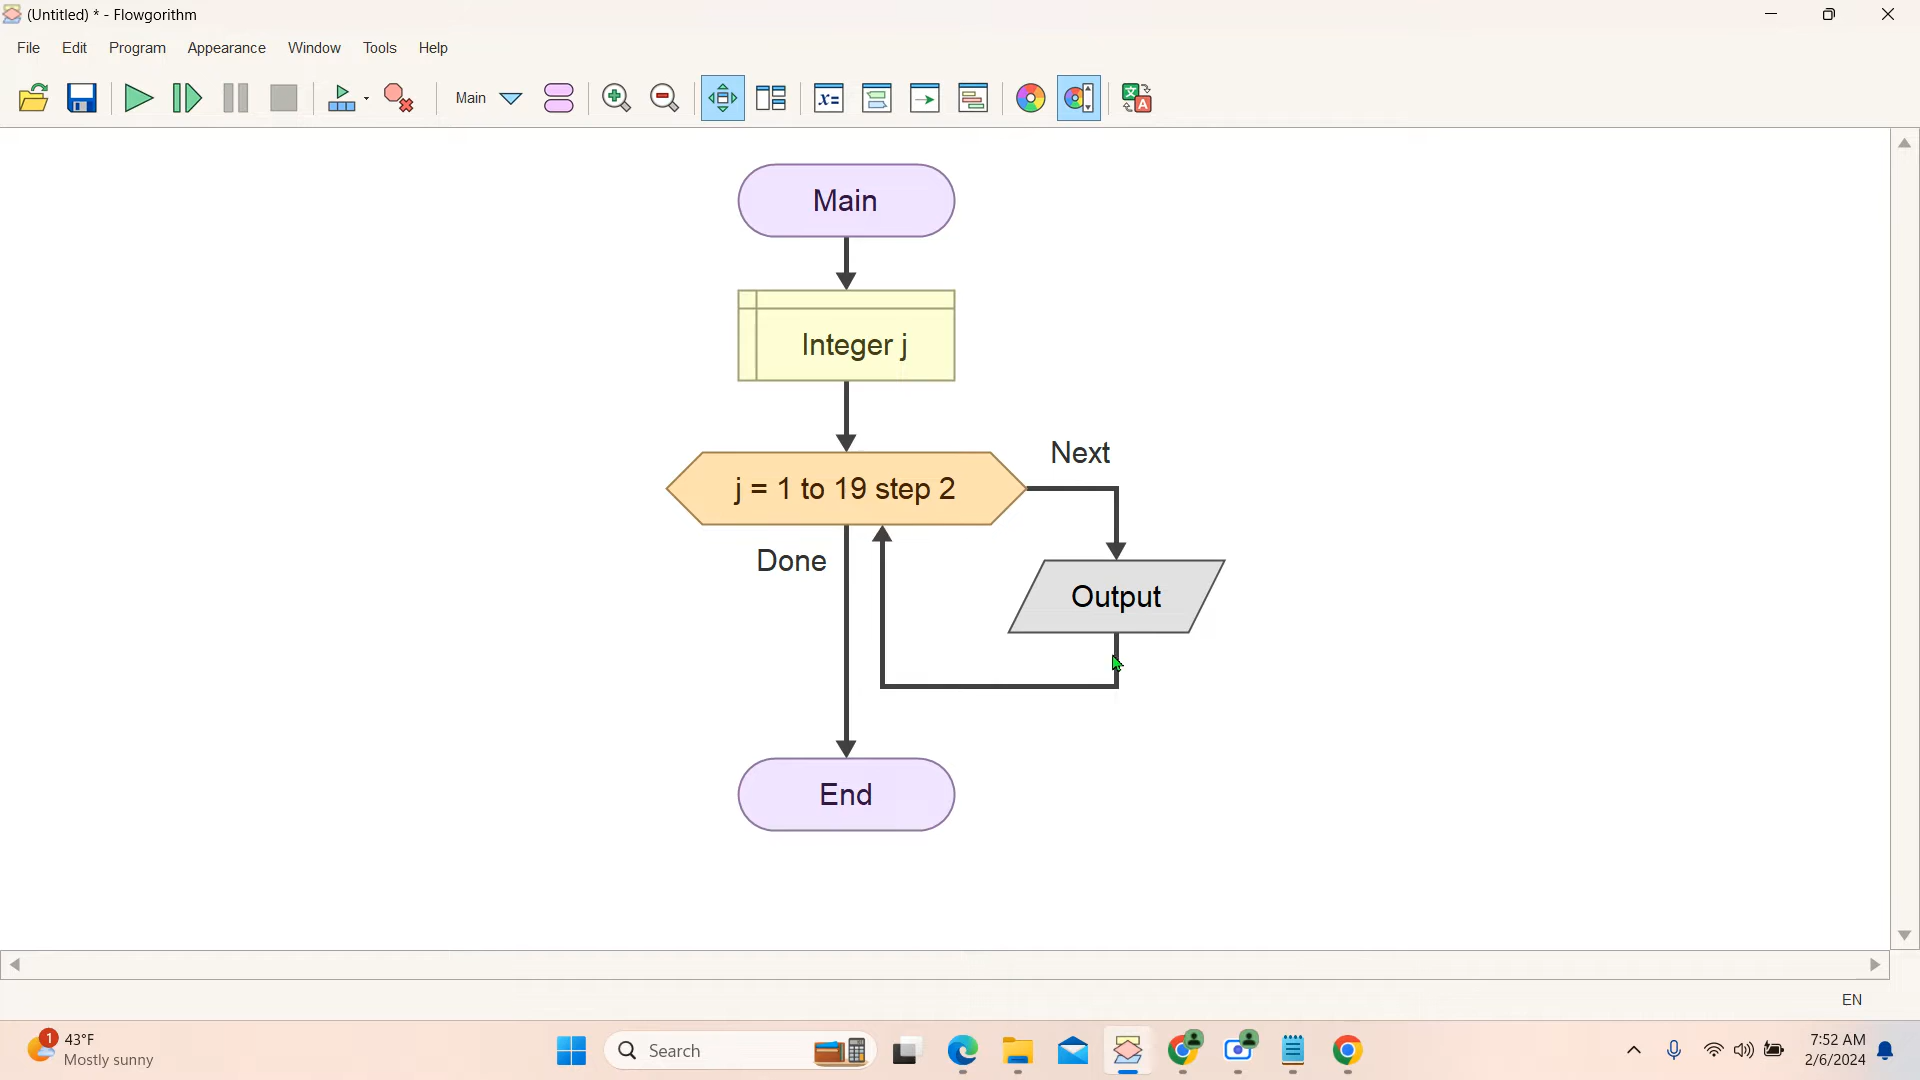 (Untitled) * - Flowgorithm
File Edit Program Appearance Window Tools Help
Main
x=
Main
Integer j
Next
j = 1 to 19 step 2
Done
Output
End
EN
1
43°F
Mostly sunny
Search
7:52 AM
2/6/2024